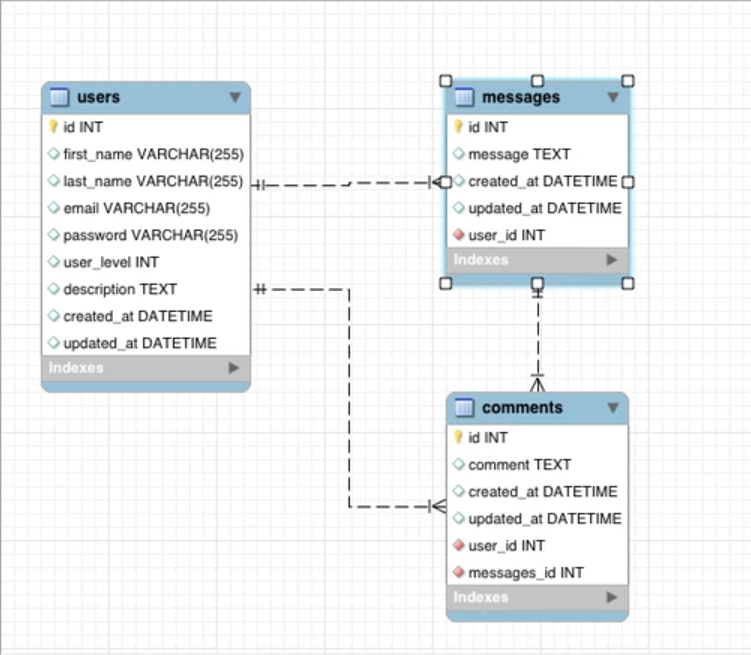 users
id INT
first_name VARCHAR(255)
last_name VARCHAR(255)
email VARCHAR(255)
password VARCHAR(255)
user_level INT
description TEXT
created_at DATETIME
updated_at DATETIME
Indexes
messages
id INT
message TEXT
created_at DATETIME
updated_at DATETIME
user_id INT
Indexes
comments
id INT
comment TEXT
created_at DATETIME
updated_at DATETIME
user_id INT
messages_id INT
Indexes